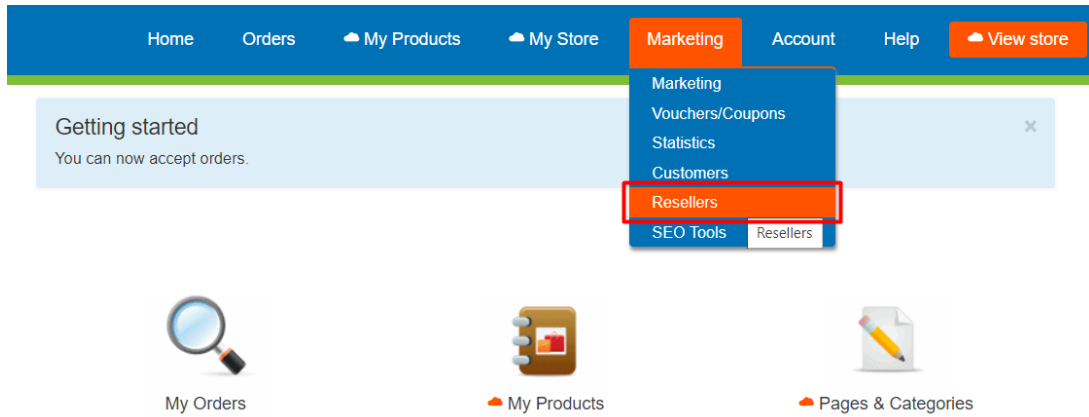 Home Orders My Products My Store Marketing Account Help View store
Marketing
Vouchers/Coupons
Statistics
Customers
Resellers
SEO Tools Resellers
Getting started ×
You can now accept orders.
My Orders My Products Pages & Categories